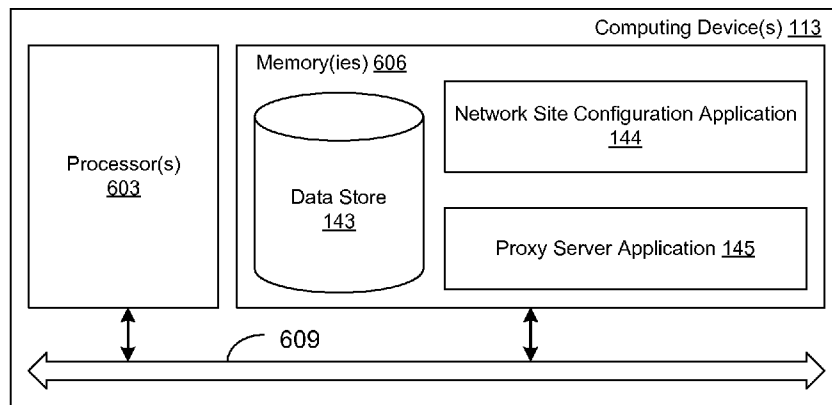 Computing Device(s) 113
Memory(ies) 606
Processor(s)
603
Data Store
143
Network Site Configuration Application
144
Proxy Server Application 145
609